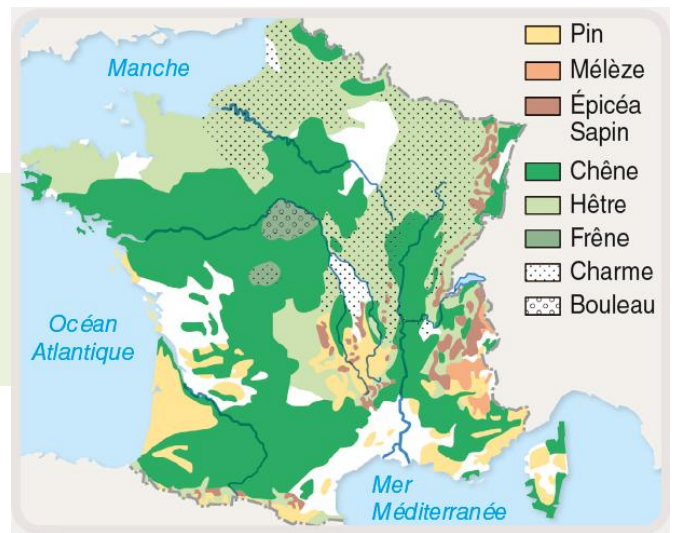 Manche
Océan
Atlantique
Mer
Méditerranée
Pin
Mélèze
Épicéa
Sapin
Chêne
Hêtre
Frêne
Charme
Bouleau